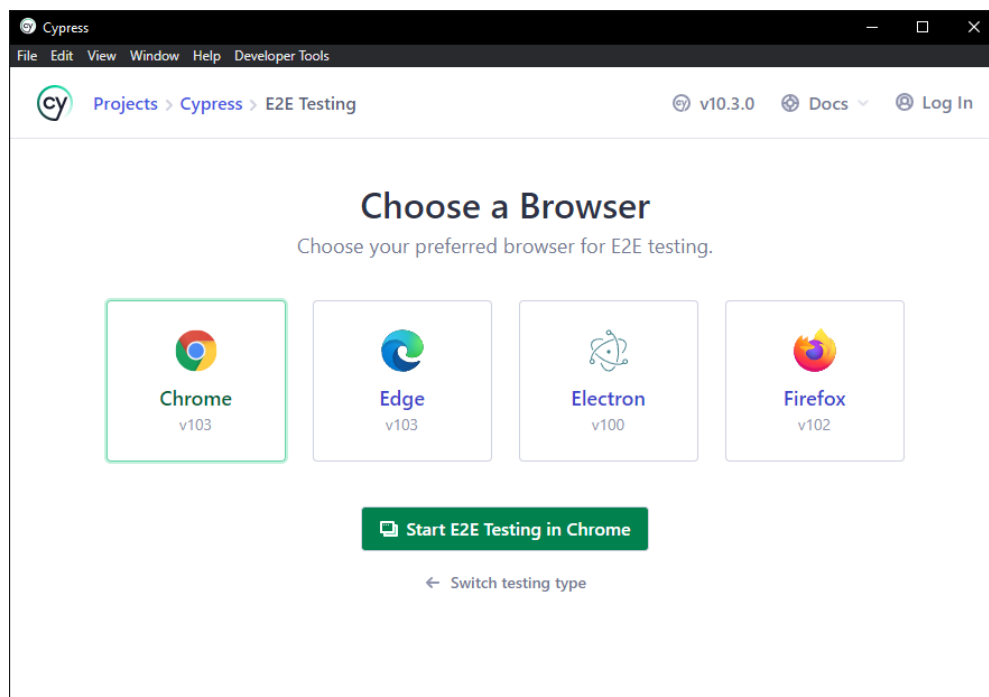 Cypress
File Edit View Window Help Developer Tools
cy Projects > Cypress > E2E Testing cy v10.3.0 Docs Log In
Choose a Browser
Choose your preferred browser for E2E testing.
Chrome Edge Electron Firefox
v103 v103 v100 v102
Start E2E Testing in Chrome
← Switch testing type